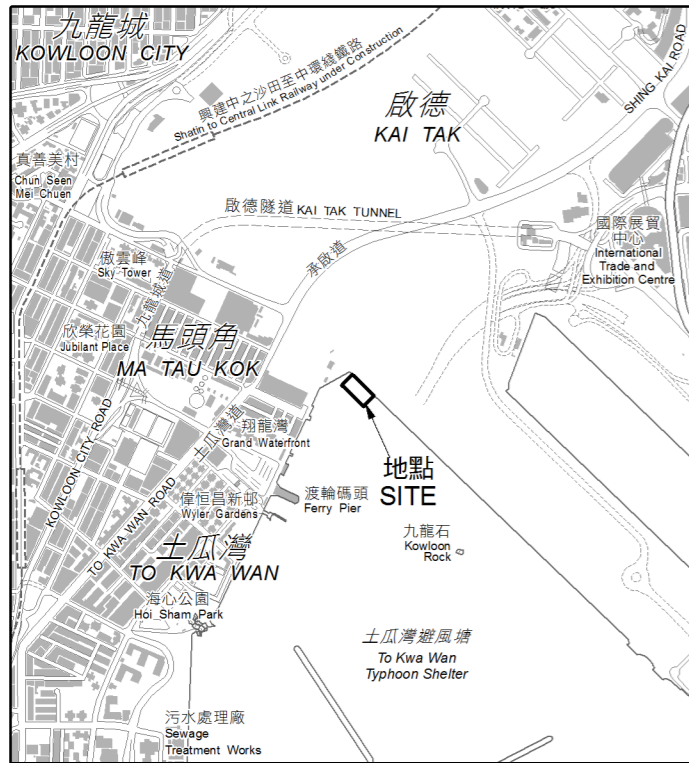 九龍城
KOWLOON CITY
興建中之沙田至中環綫鐵路
Shatin to Central Link Railway under Construction
啟德
KAI TAK
SHING KAI ROAD
真善美村
Chun Seen
Mei Chuen
啟德隧道 KAI TAK TUNNEL
承啟道
國際展貿
中心
International
Trade and
Exhibition Centre
傲雲峰
Sky Tower
九龍城道
欣榮花園
Jubilant Place
馬頭角
MA TAU KOK
土瓜灣道
翔龍灣
Grand Waterfront
地點
SITE
KOWLOON CITY ROAD
TO KWA WAN ROAD
偉恒昌新邨
Wyler Gardens
渡輪碼頭
Ferry Pier
九龍石
Kowloon
Rock
土瓜灣
TO KWA WAN
海心公園
Hoi Sham Park
土瓜灣避風塘
To Kwa Wan
Typhoon Shelter
污水處理廠
Sewage
Treatment Works